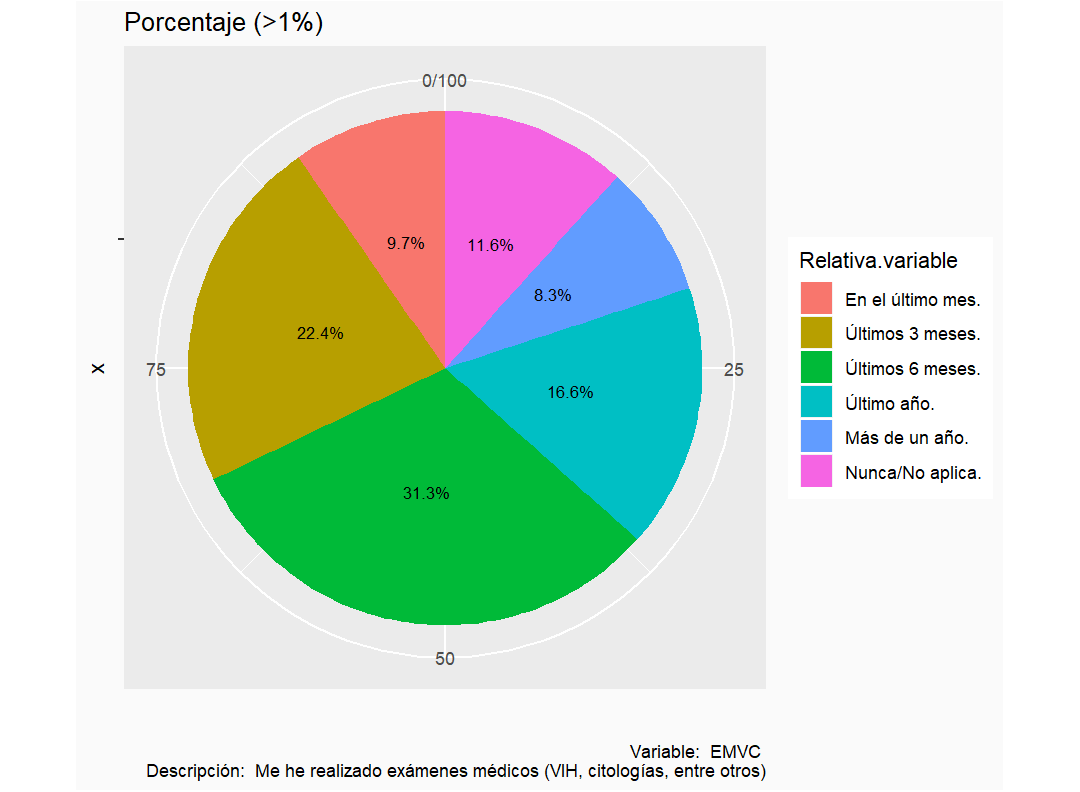 Porcentaje (>1%)
0/100
9.7%
11.6%
8.3%
22.4%
75
25
16.6%
31.3%
50
x
Relativa.variable
En el último mes.
Últimos 3 meses.
Últimos 6 meses.
Último año.
Más de un año.
Nunca/No aplica.
Variable:  EMVC
Descripción:  Me he realizado exámenes médicos (VIH, citologías, entre otros)